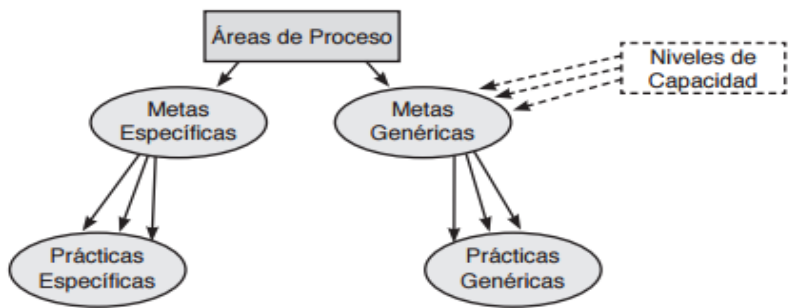 Áreas de Proceso
Niveles de
Capacidad
Metas
Específicas
Metas
Genéricas
Prácticas
Específicas
Prácticas
Genéricas